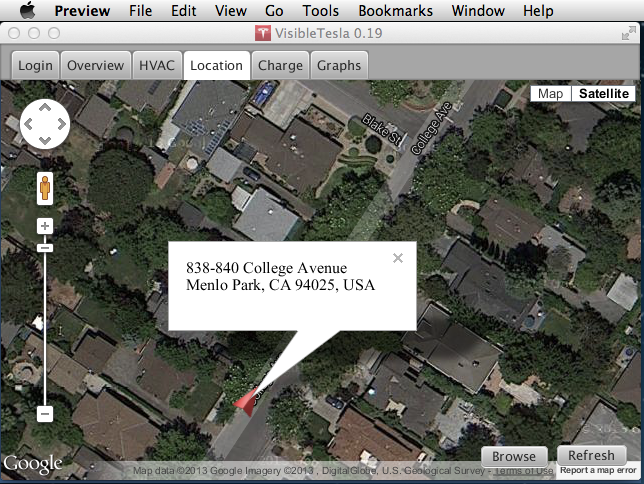 Preview File Edit View Go Tools Bookmarks Window Help
VisibleTesla 0.19
Login Overview HVAC Location Charge Graphs
Map Satellite
Blake St
College Ave
838-840 College Avenue
Menlo Park, CA 94025, USA
Browse Refresh
Google Map data ©2013 Google Imagery ©2013 , DigitalGlobe, U.S. Geological Survey - Terms of Use Report a map error